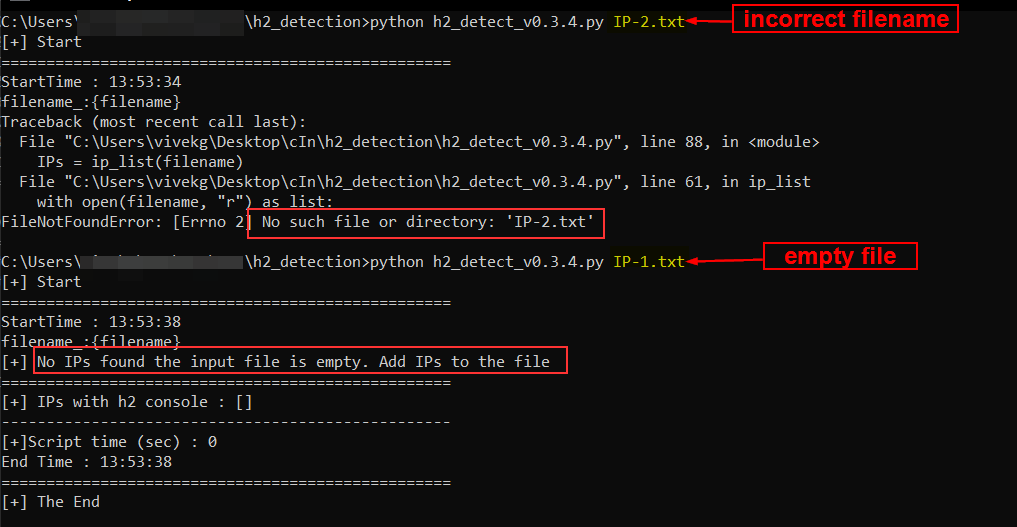 C:\Users\ \h2_detection>python h2_detect_v0.3.4.py IP-2.txt incorrect filename
[+] Start
==================================================
StartTime : 13:53:34
filename_:{filename}
Traceback (most recent call last):
  File "C:\Users\vivekg\Desktop\cIn\h2_detection\h2_detect_v0.3.4.py", line 88, in <module>
    IPs = ip_list(filename)
  File "C:\Users\vivekg\Desktop\cIn\h2_detection\h2_detect_v0.3.4.py", line 61, in ip_list
    with open(filename, "r") as list:
FileNotFoundError: [Errno 2] No such file or directory: 'IP-2.txt'
C:\Users\ \h2_detection>python h2_detect_v0.3.4.py IP-1.txt empty file
[+] Start
==================================================
StartTime : 13:53:38
filename_:{filename}
[+] No IPs found the input file is empty. Add IPs to the file
==================================================
[+] IPs with h2 console : []
--------------------------------------------------
[+]Script time (sec) : 0
End Time : 13:53:38
==================================================
[+] The End